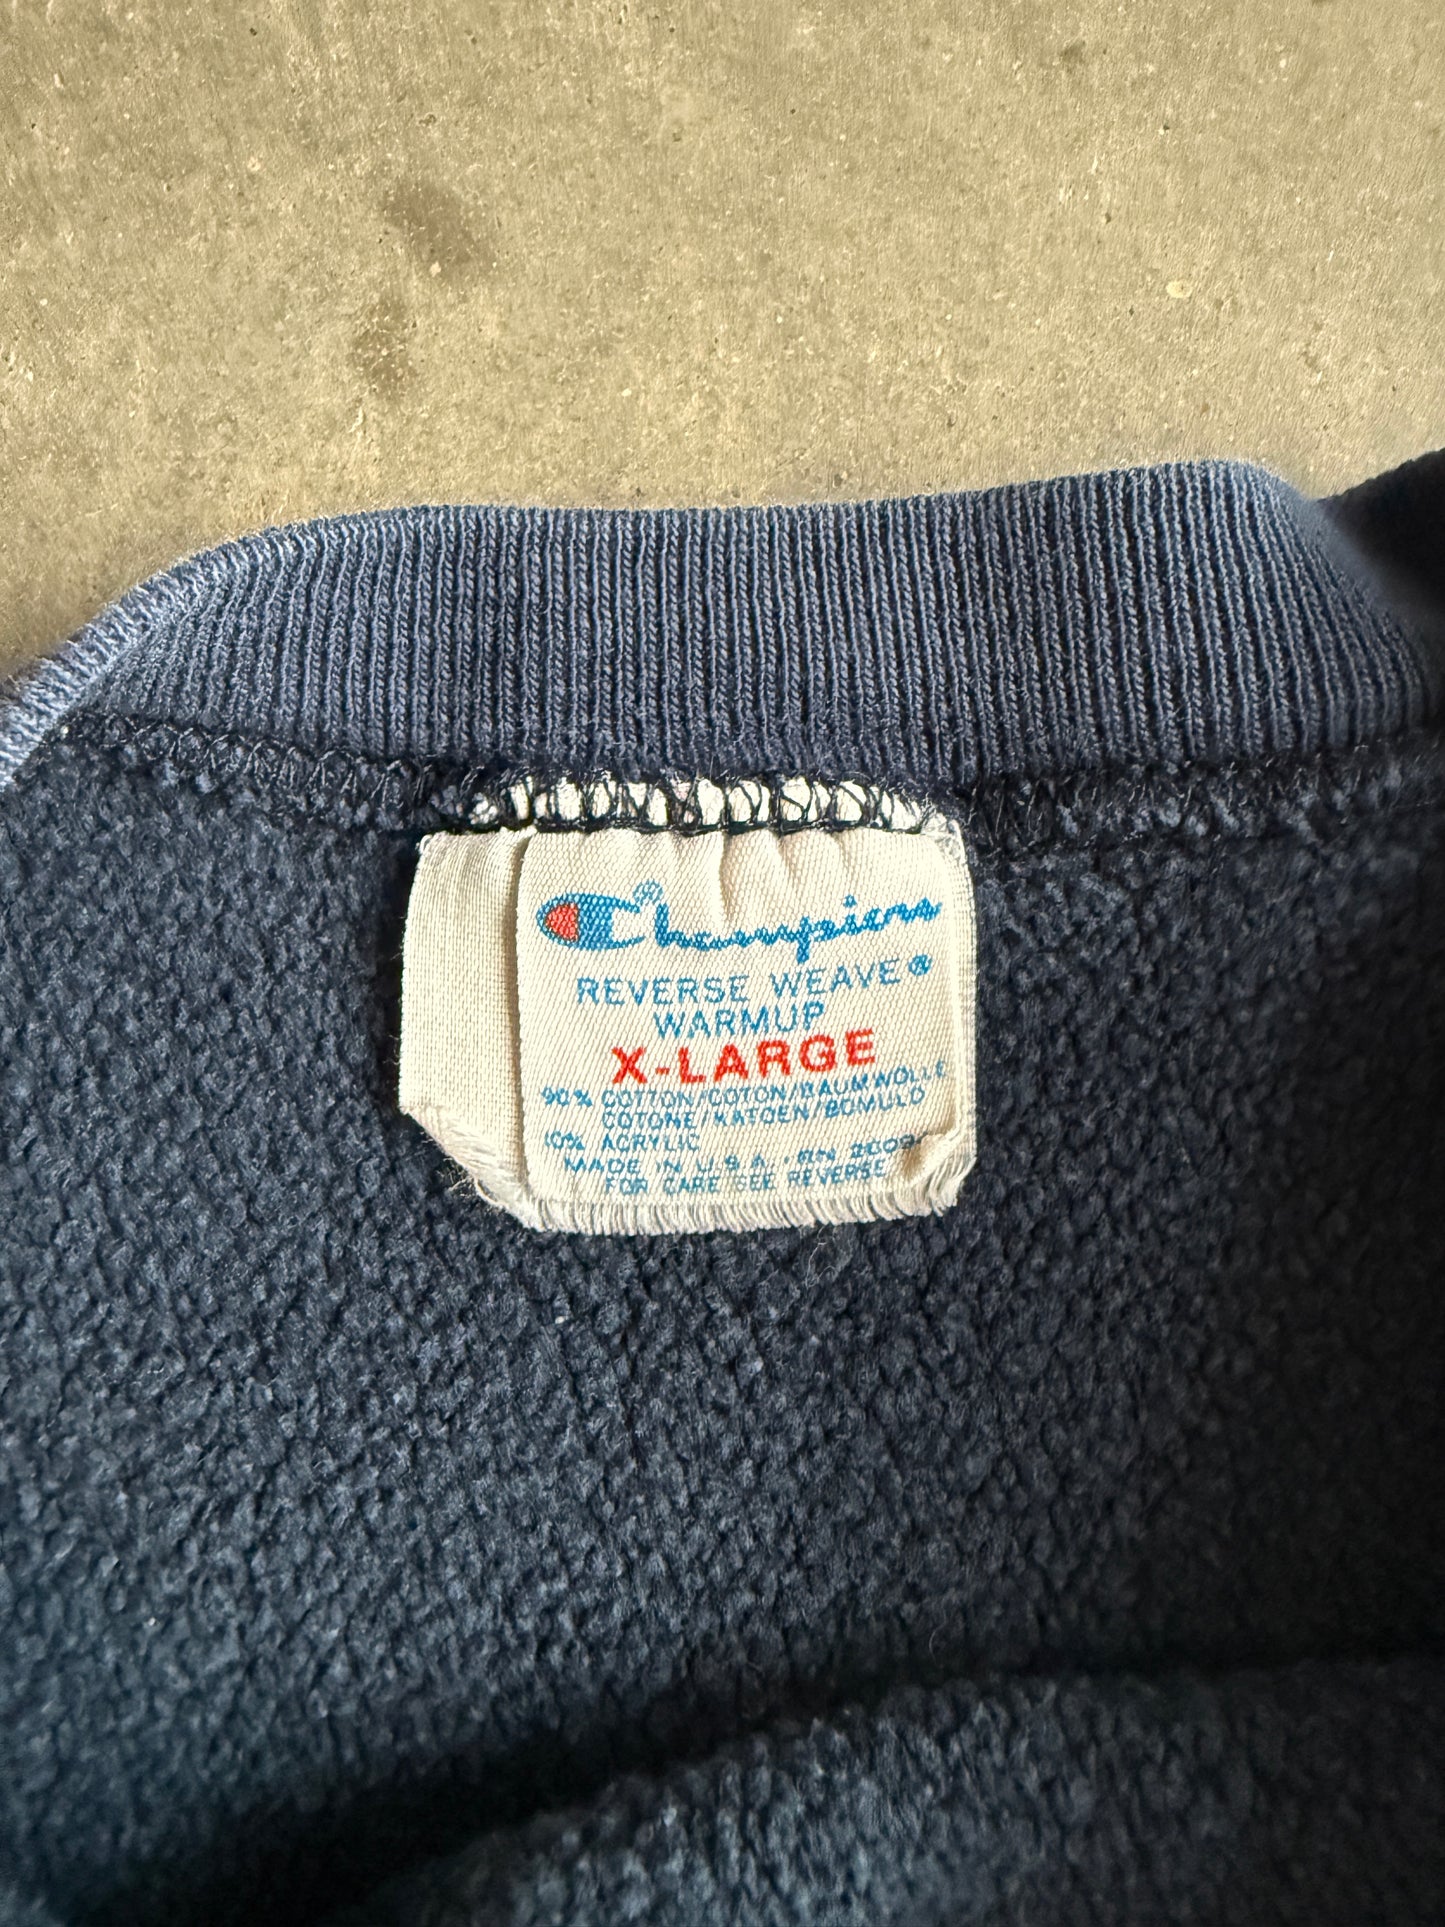 Champion®
REVERSE WEAVE®
WARMUP
X-LARGE
90% COTTON/COTON/BAUMWOLLE
COTONE/KATOEN/BOMULD
10% ACRYLIC
MADE IN U.S.A. RN
FOR CARE SEE REVERSE